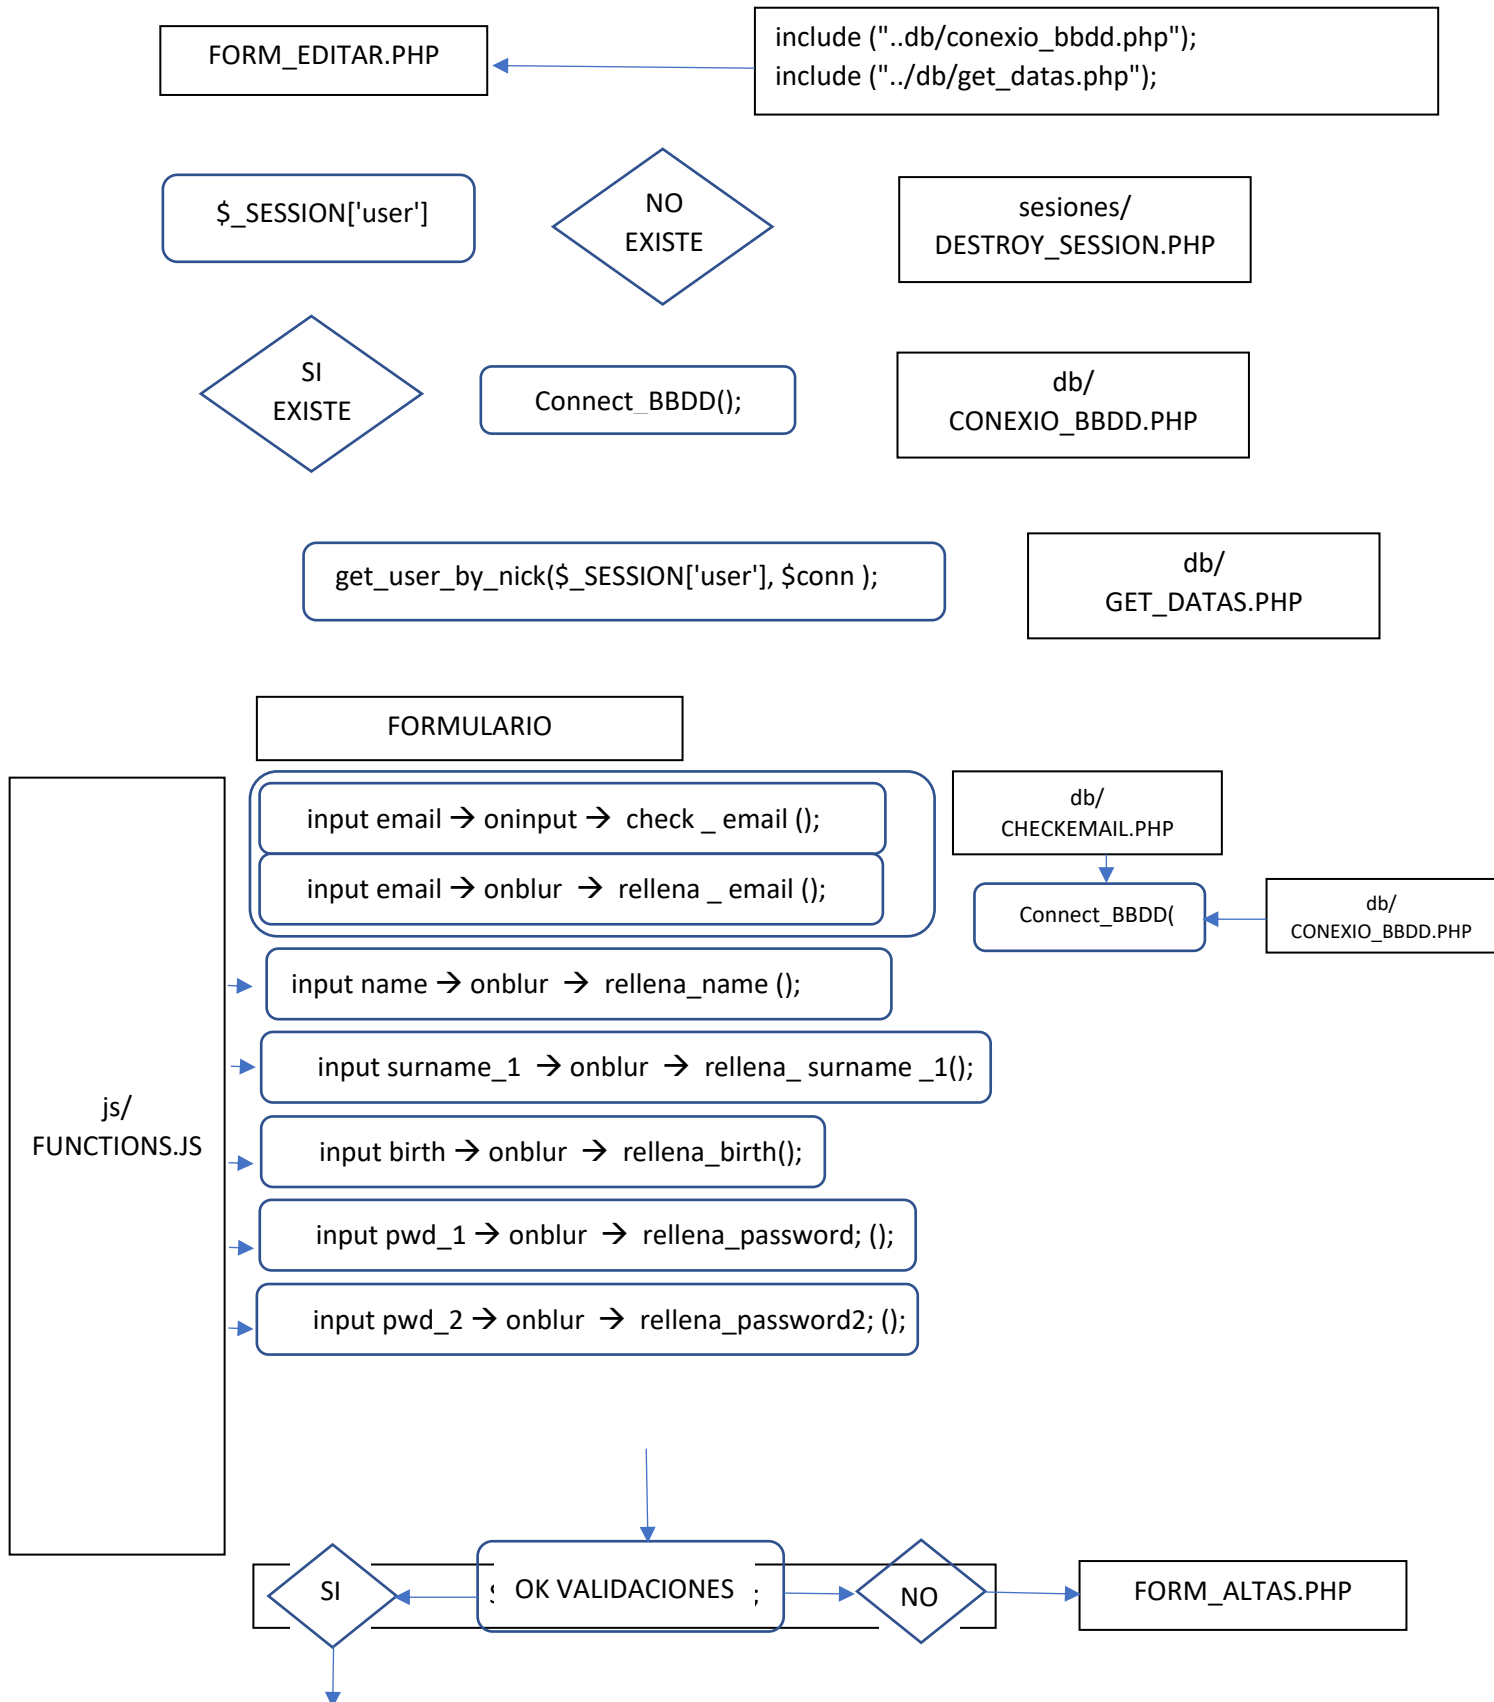 FORM_EDITAR.PHP
include ("..db/conexio_bbdd.php");
include ("../db/get_datas.php");
$_SESSION['user']
NO
EXISTE
sesiones/
DESTROY_SESSION.PHP
SI
EXISTE
Connect_BBDD();
db/
CONEXIO_BBDD.PHP
get_user_by_nick($_SESSION['user'], $conn );
db/
GET_DATAS.PHP
FORMULARIO
js/
FUNCTIONS.JS
input email → oninput → check _ email ();
input email → onblur → rellena _ email ();
db/
CHECKEMAIL.PHP
Connect_BBDD(
db/
CONEXIO_BBDD.PHP
input name → onblur → rellena_name ();
input surname_1 → onblur → rellena_ surname _1();
input birth → onblur → rellena_birth();
input pwd_1 → onblur → rellena_password; ();
input pwd_2 → onblur → rellena_password2; ();
SI
OK VALIDACIONES
;
NO
FORM_ALTAS.PHP